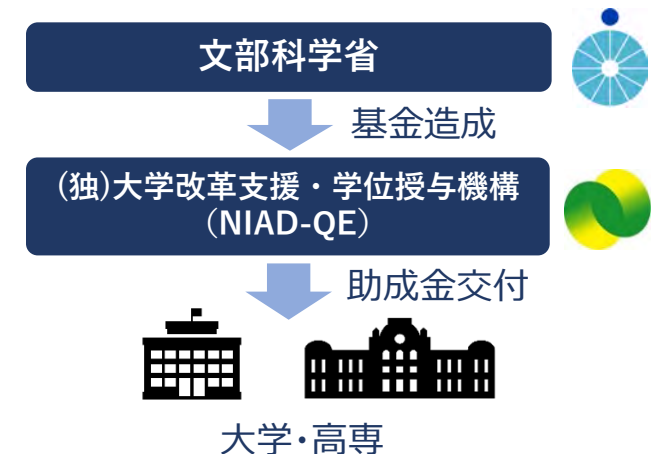 文部科学省
基金造成
(独)大学改革支援・学位授与機構
（NIAD-QE）
助成金交付
大学・高専